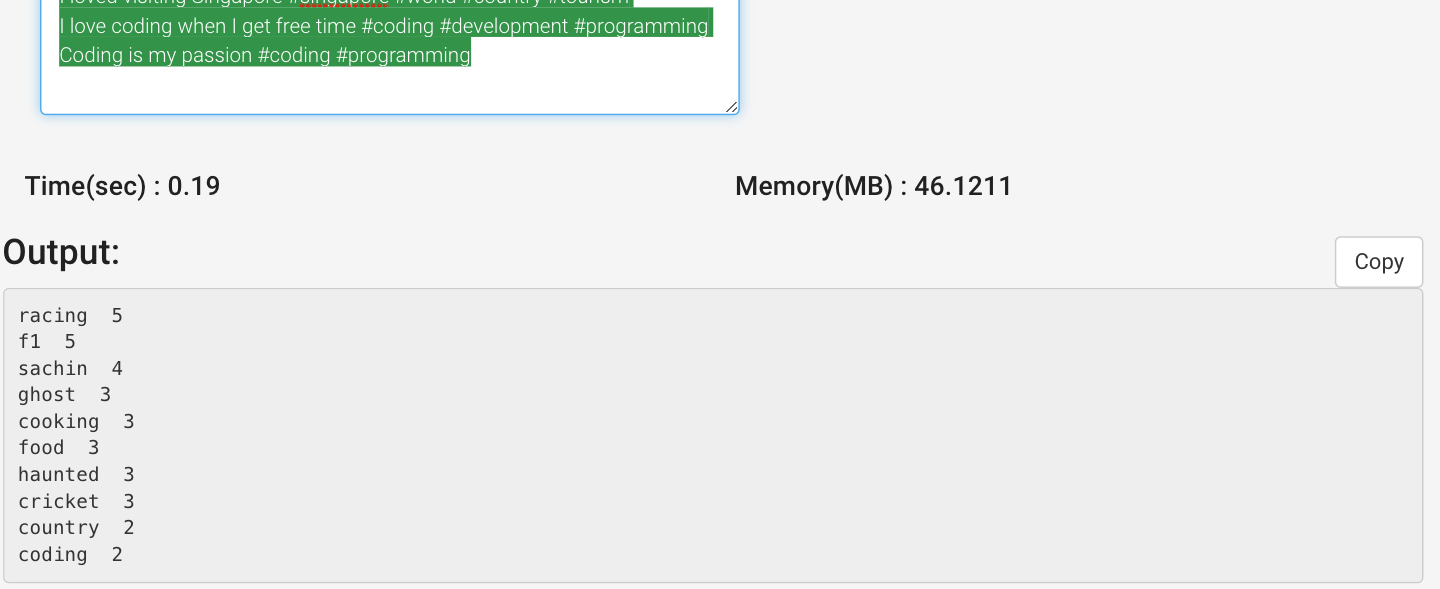 I loved visiting Singapore #singapore #world #country #tourism
I love coding when I get free time #coding #development #programming
Coding is my passion #coding #programming
Time(sec) : 0.19
Memory(MB) : 46.1211
Output:
Copy
racing  5
f1  5
sachin  4
ghost  3
cooking  3
food  3
haunted  3
cricket  3
country  2
coding  2